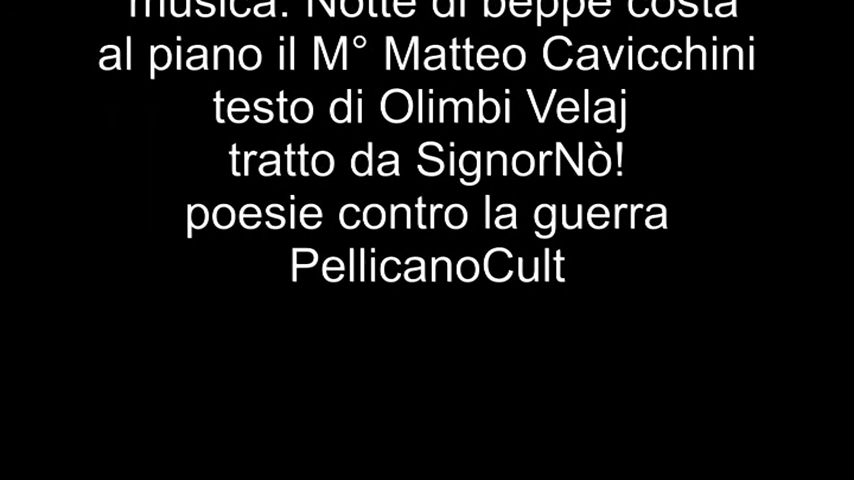 musica: Notte di beppe costa
al piano il M° Matteo Cavicchini
testo di Olimbi Velaj
tratto da SignorNò!
poesie contro la guerra
PellicanoCult